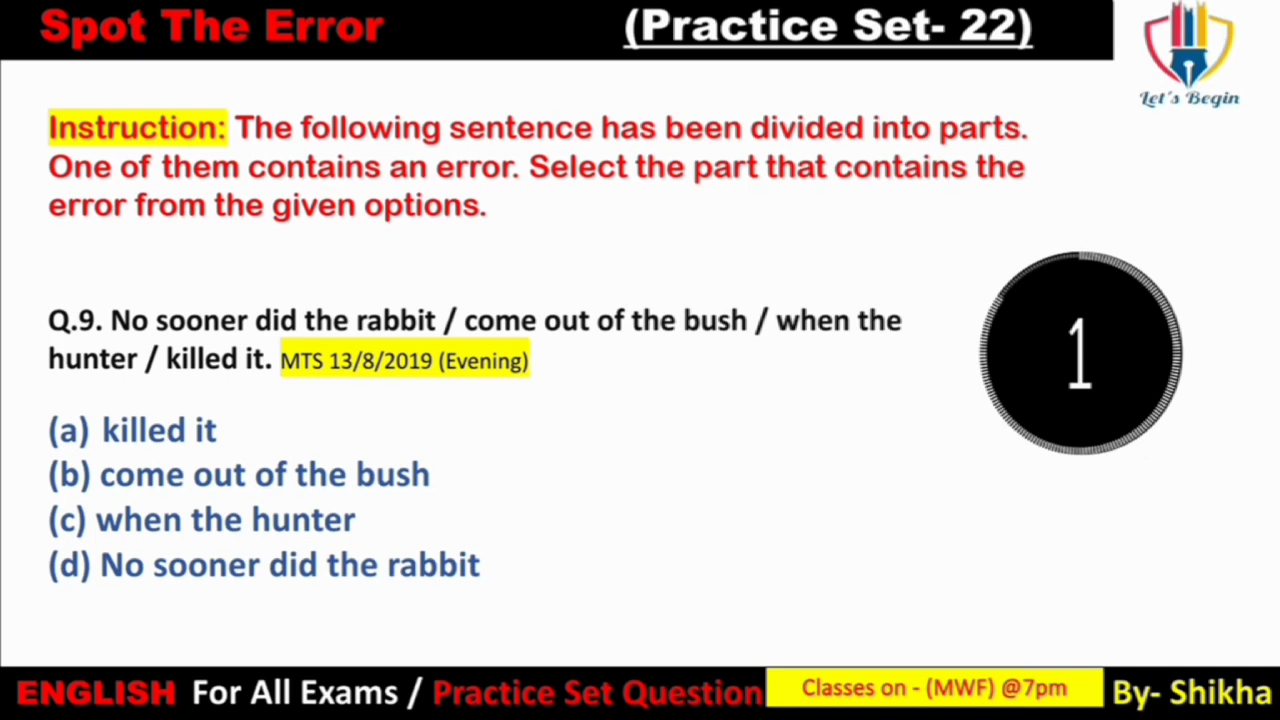 Spot The Error
(Practice Set- 22)
Let's Begin
Instruction: The following sentence has been divided into parts.
One of them contains an error. Select the part that contains the
error from the given options.
Q.9. No sooner did the rabbit / come out of the bush / when the
hunter / killed it. MTS 13/8/2019 (Evening)
1
(a) killed it
(b) come out of the bush
(c) when the hunter
(d) No sooner did the rabbit
ENGLISH For All Exams / Practice Set Question
Classes on - (MWF) @7pm
By- Shikha